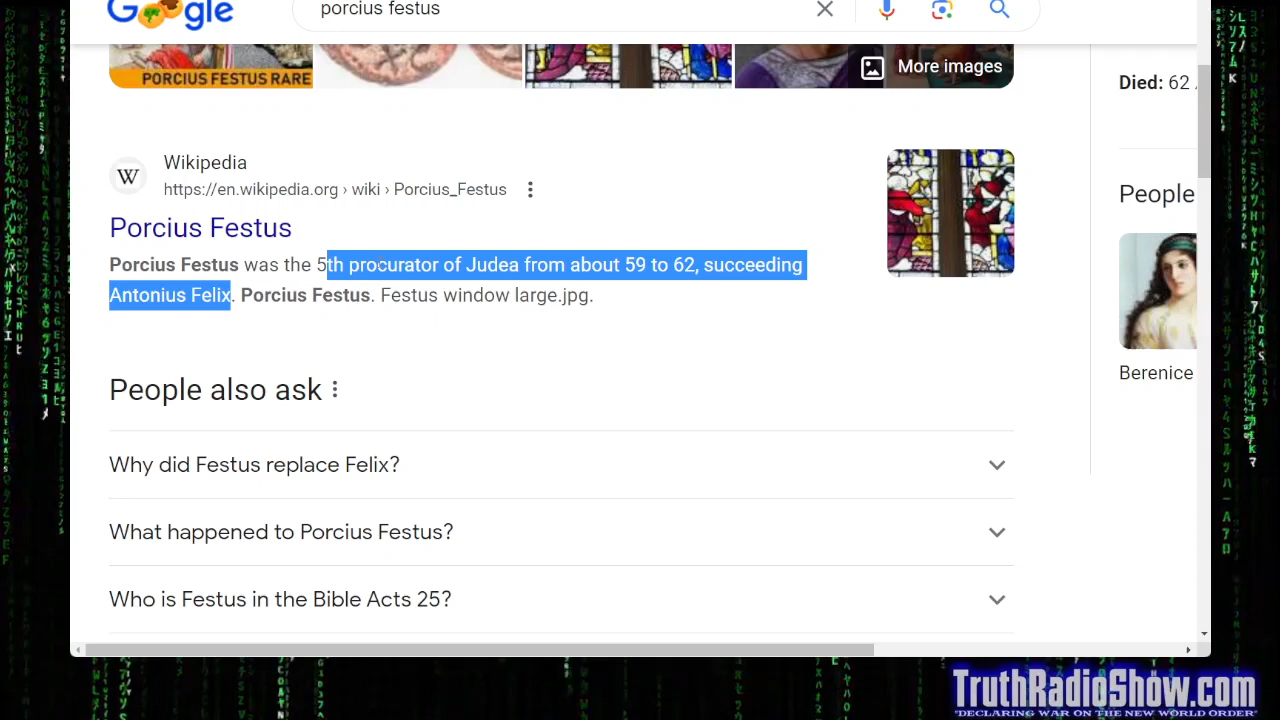 Google
porcius festus
PORCIUS FESTUS RARE
More images
Died: 62
Wikipedia
https://en.wikipedia.org › wiki › Porcius_Festus
Porcius Festus
Porcius Festus was the 5th procurator of Judea from about 59 to 62, succeeding
Antonius Felix. Porcius Festus. Festus window large.jpg.
People
Berenice
People also ask
Why did Festus replace Felix?
What happened to Porcius Festus?
Who is Festus in the Bible Acts 25?
TruthRadioShow.com
"DECLARING WAR ON THE NEW WORLD ORDER"